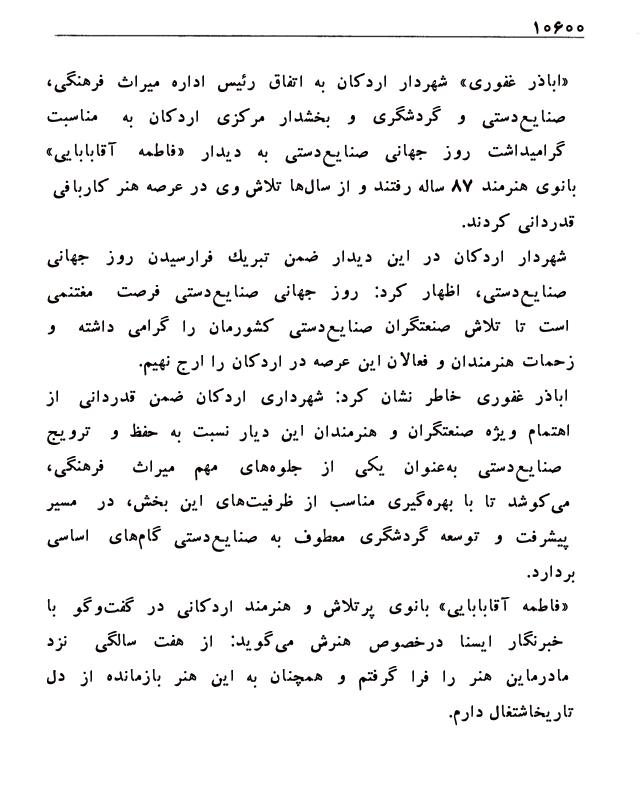 ۱۰۶۰۰
«اباذر غفوری» شهردار اردکان به اتفاق رئیس اداره میراث فرهنگی،
صنایع‌دستی و گردشگری و بخشدار مرکزی اردکان به مناسبت
گرامیداشت روز جهانی صنایع‌دستی به دیدار «فاطمه آقابابایی»
بانوی هنرمند ۸۷ ساله رفتند و از سال‌ها تلاش وی در عرصه هنر کاربافی
قدردانی کردند.
شهردار اردکان در این دیدار ضمن تبریك فرارسیدن روز جهانی
صنایع‌دستی، اظهار کرد: روز جهانی صنایع‌دستی فرصت مغتنمی
است تا تلاش صنعتگران صنایع‌دستی کشورمان را گرامی داشته و
زحمات هنرمندان و فعالان این عرصه در اردکان را ارج نهیم.
اباذر غفوری خاطر نشان کرد: شهرداری اردکان ضمن قدردانی از
اهتمام ویژه صنعتگران و هنرمندان این دیار نسبت به حفظ و ترویج
صنایع‌دستی به‌عنوان یکی از جلوه‌های مهم میراث فرهنگی،
می‌کوشد تا با بهره‌گیری مناسب از ظرفیت‌های این بخش، در مسیر
پیشرفت و توسعه گردشگری معطوف به صنایع‌دستی گام‌های اساسی
بردارد.
«فاطمه آقابابایی» بانوی پرتلاش و هنرمند اردکانی در گفت‌وگو با
خبرنگار ایسنا درخصوص هنرش می‌گوید: از هفت سالگی نزد
مادرماین هنر را فرا گرفتم و همچنان به این هنر بازمانده از دل
تاریخاشتغال دارم.